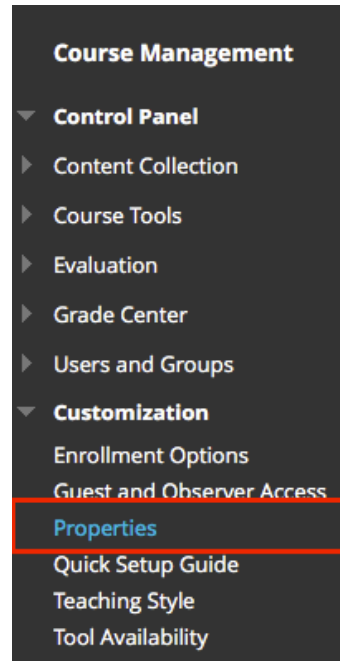 Course Management
Control Panel
Content Collection
Course Tools
Evaluation
Grade Center
Users and Groups
Customization
Enrollment Options
Guest and Observer Access
Properties
Quick Setup Guide
Teaching Style
Tool Availability